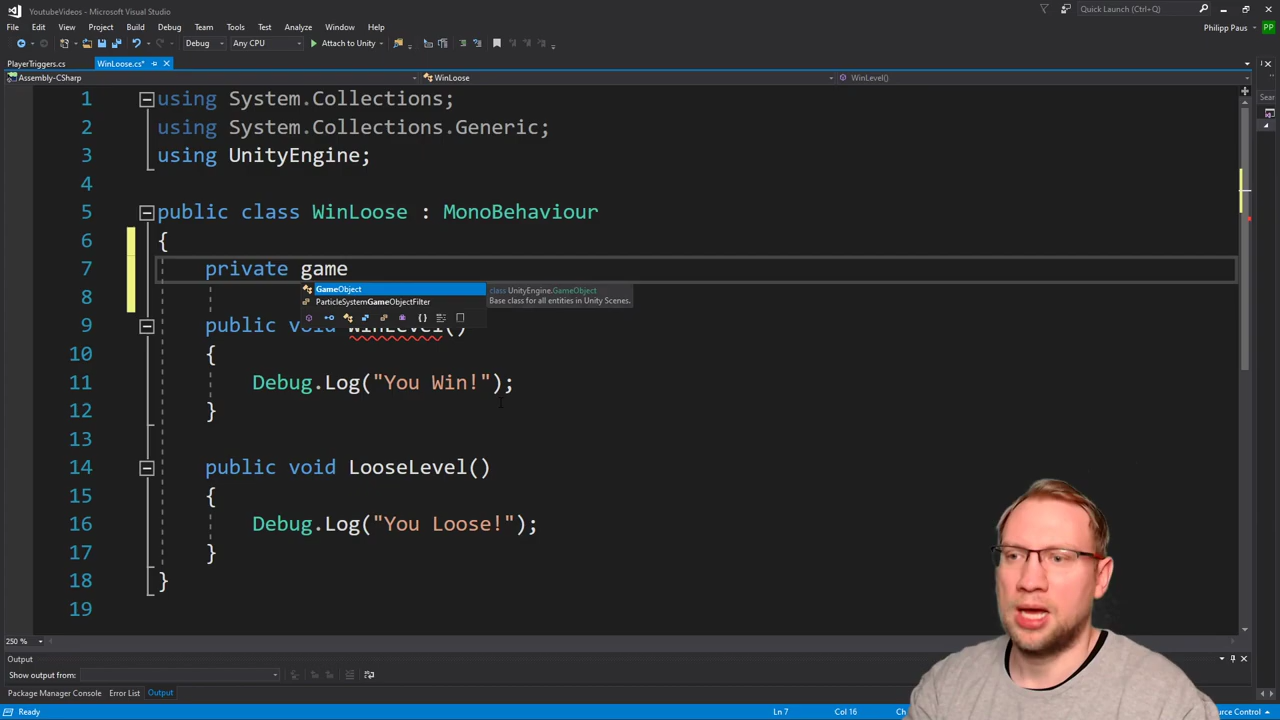 YoutubeVideos - Microsoft Visual Studio
Quick Launch (Ctrl+Q)
File Edit View Project Build Debug Team Tools Test Analyze Window Help
Philipp Paus PP
Debug Any CPU Attach to Unity
PlayerTriggers.cs WinLoose.cs*
Assembly-CSharp WinLoose WinLevel()
Sear
1 using System.Collections;
2 using System.Collections.Generic;
3 using UnityEngine;
4
5 public class WinLoose : MonoBehaviour
6 {
7 private game
GameObject class UnityEngine.GameObject
ParticleSystemGameObjectFilter Base class for all entities in Unity Scenes.
8
9 public void WinLevel()
10 {
11 Debug.Log("You Win!");
12 }
13
14 public void LooseLevel()
15 {
16 Debug.Log("You Loose!");
17 }
18 }
19
250 %
Output
Show output from:
Package Manager Console Error List Output
Ready Ln 7 Col 16 Ch urce Control